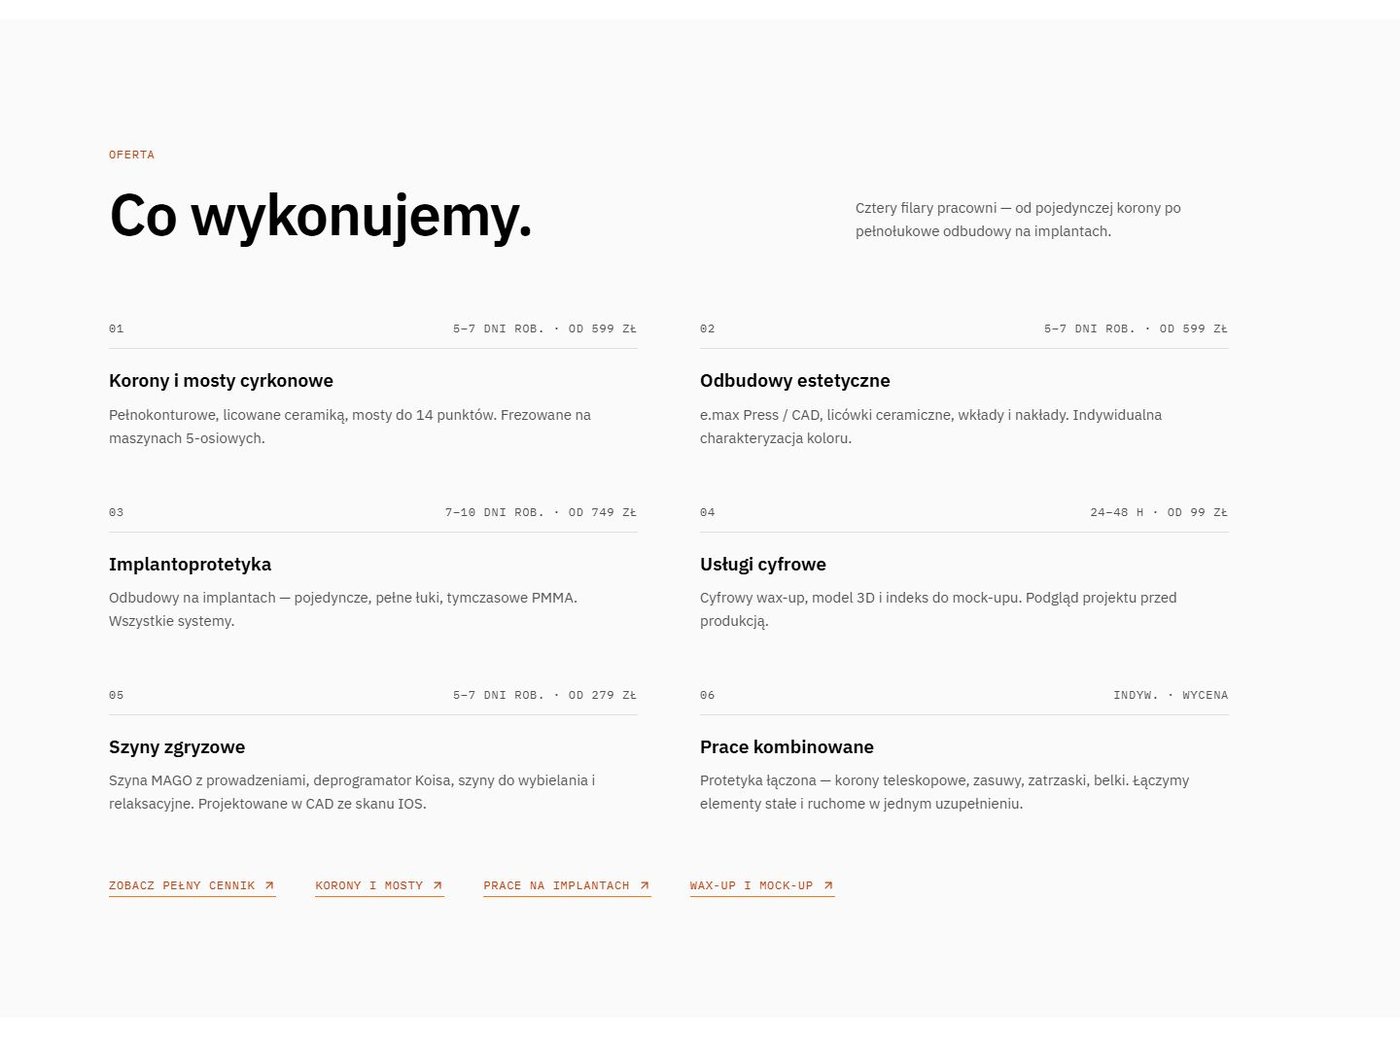 OFERTA
Co wykonujemy.
Cztery filary pracowni — od pojedynczej korony po
pełnołukowe odbudowy na implantach.
01
5–7 DNI ROB. · OD 599 ZŁ
Korony i mosty cyrkonowe
Pełnokonturowe, licowane ceramiką, mosty do 14 punktów. Frezowane na
maszynach 5-osiowych.
02
5–7 DNI ROB. · OD 599 ZŁ
Odbudowy estetyczne
e.max Press / CAD, licówki ceramiczne, wkłady i nakłady. Indywidualna
charakteryzacja koloru.
03
7–10 DNI ROB. · OD 749 ZŁ
Implantoprotetyka
Odbudowy na implantach — pojedyncze, pełne łuki, tymczasowe PMMA.
Wszystkie systemy.
04
24–48 H · OD 99 ZŁ
Usługi cyfrowe
Cyfrowy wax-up, model 3D i indeks do mock-upu. Podgląd projektu przed
produkcją.
05
5–7 DNI ROB. · OD 279 ZŁ
Szyny zgryzowe
Szyna MAGO z prowadzeniami, deprogramator Koisa, szyny do wybielania i
relaksacyjne. Projektowane w CAD ze skanu IOS.
06
INDYW. · WYCENA
Prace kombinowane
Protetyka łączona — korony teleskopowe, zasuwy, zatrzaski, belki. Łączymy
elementy stałe i ruchome w jednym uzupełnieniu.
ZOBACZ PEŁNY CENNIK
KORONY I MOSTY
PRACE NA IMPLANTACH
WAX-UP I MOCK-UP